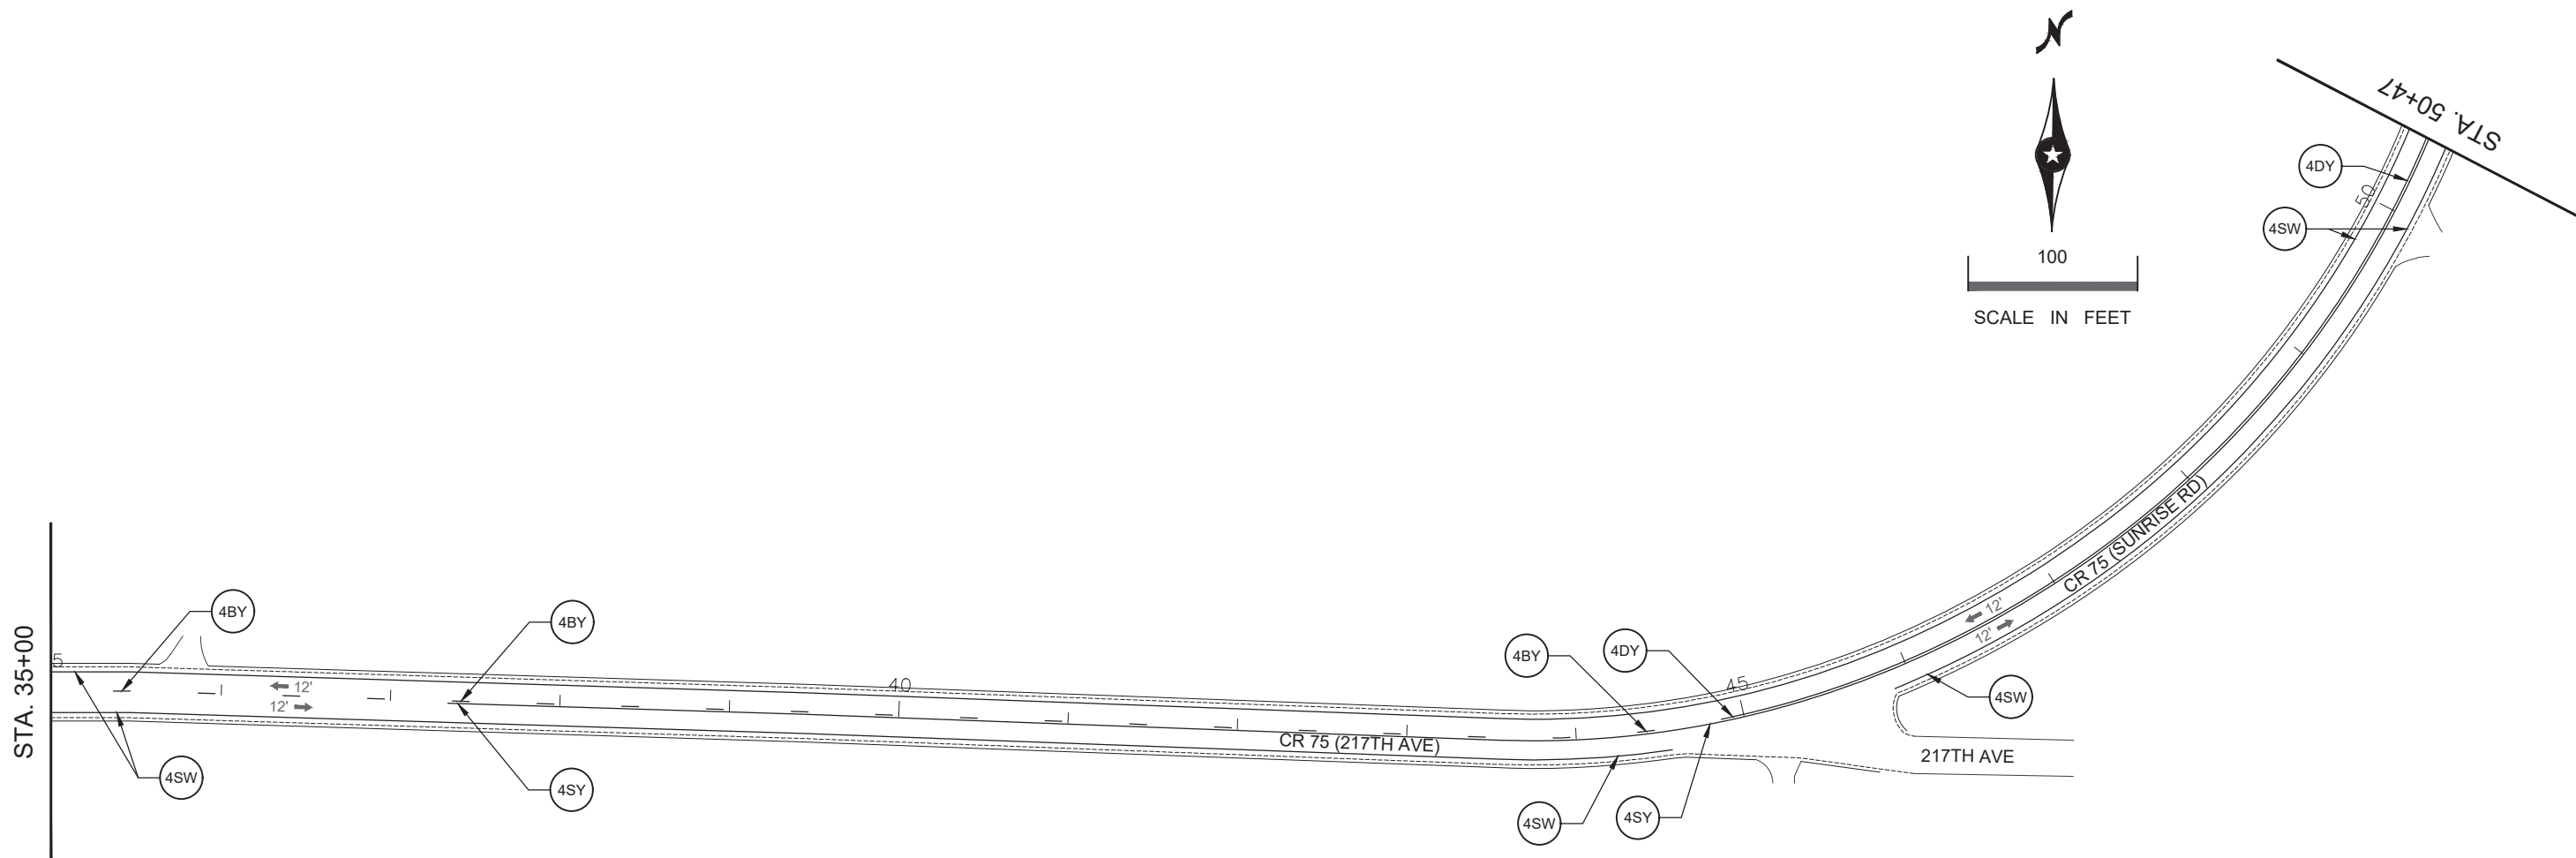 N
STA. 50+47
4DY
50
4SW
100
SCALE IN FEET
CR 75 (SUNRISE RD)
12'
12'
4BY
4BY
4BY
4DY
STA. 35+00
5
12'
12'
40
45
4SW
CR 75 (217TH AVE)
217TH AVE
4SW
4SY
4SW
4SY